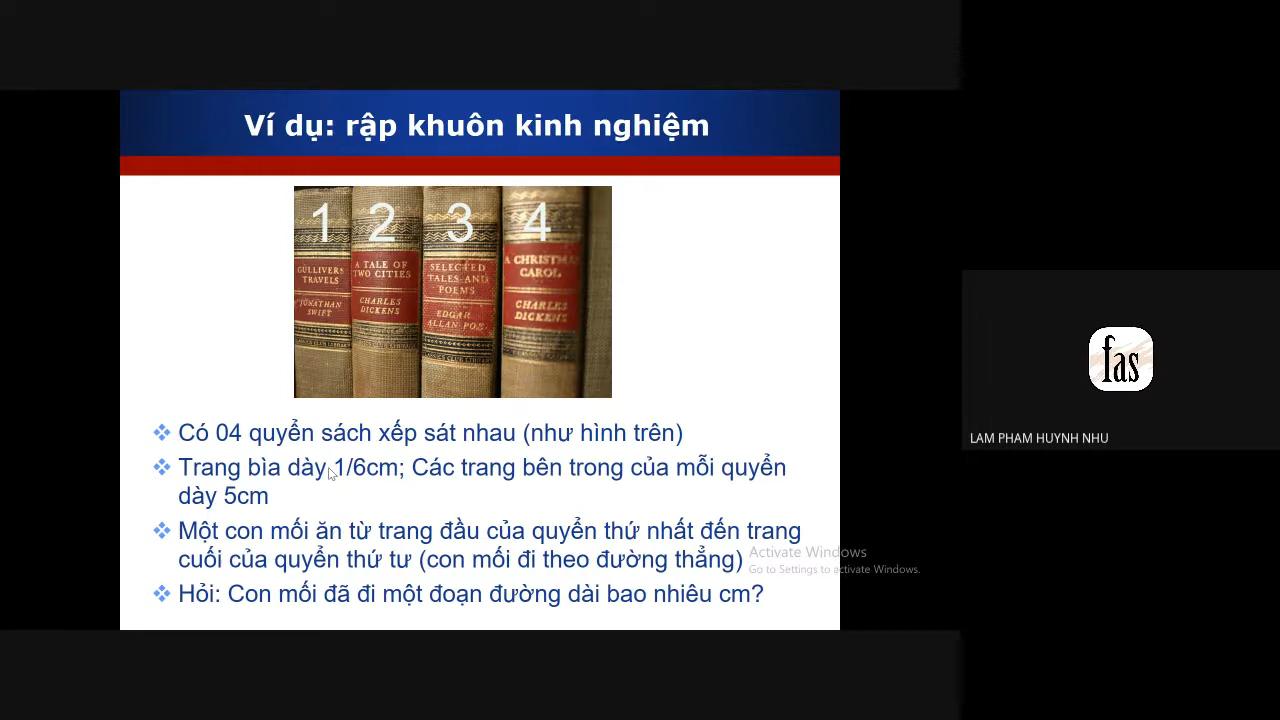 Ví dụ: rập khuôn kinh nghiệm
1 2 3 4
GULLIVERS
TRAVELS
JONATHAN
SWIFT
A TALE OF
TWO CITIES
CHARLES
DICKENS
SELECTED
TALES AND
POEMS
EDGAR
ALLAN POE
A CHRISTMAS
CAROL
CHARLES
DICKENS
Có 04 quyển sách xếp sát nhau (như hình trên)
Trang bìa dày 1/6cm; Các trang bên trong của mỗi quyển
dày 5cm
Một con mối ăn từ trang đầu của quyển thứ nhất đến trang
cuối của quyển thứ tư (con mối đi theo đường thẳng)
Hỏi: Con mối đã đi một đoạn đường dài bao nhiêu cm?
Activate Windows
Go to Settings to activate Windows.
fas
LAM PHAM HUYNH NHU